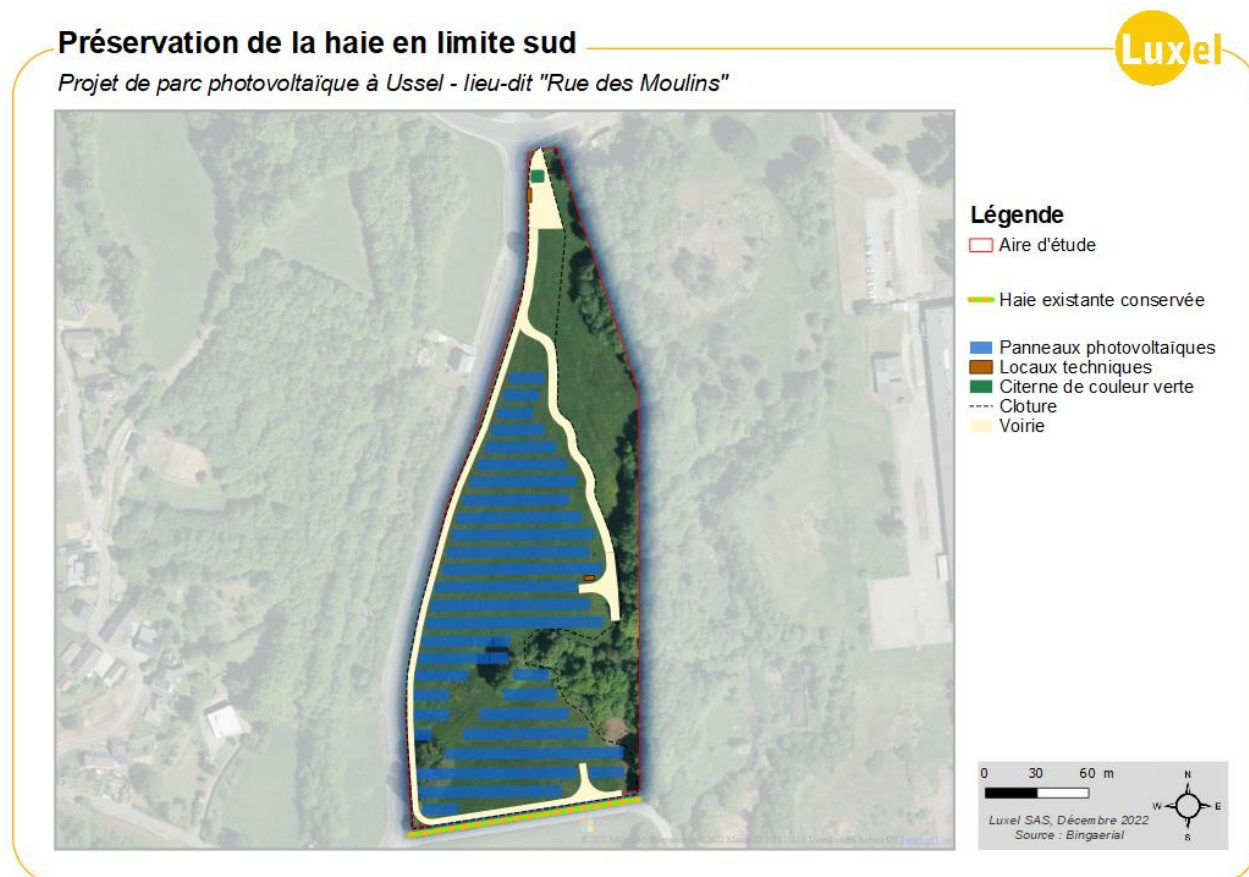 Préservation de la haie en limite sud
Luxel
Projet de parc photovoltaïque à Ussel - lieu-dit "Rue des Moulins"
Légende
Aire d'étude
Haie existante conservée
Panneaux photovoltaïques
Locaux techniques
Citerne de couleur verte
Cloture
Voirie
0 30 60 m
N
W E
S
Luxel SAS, Décembre 2022
Source : Bingaerial